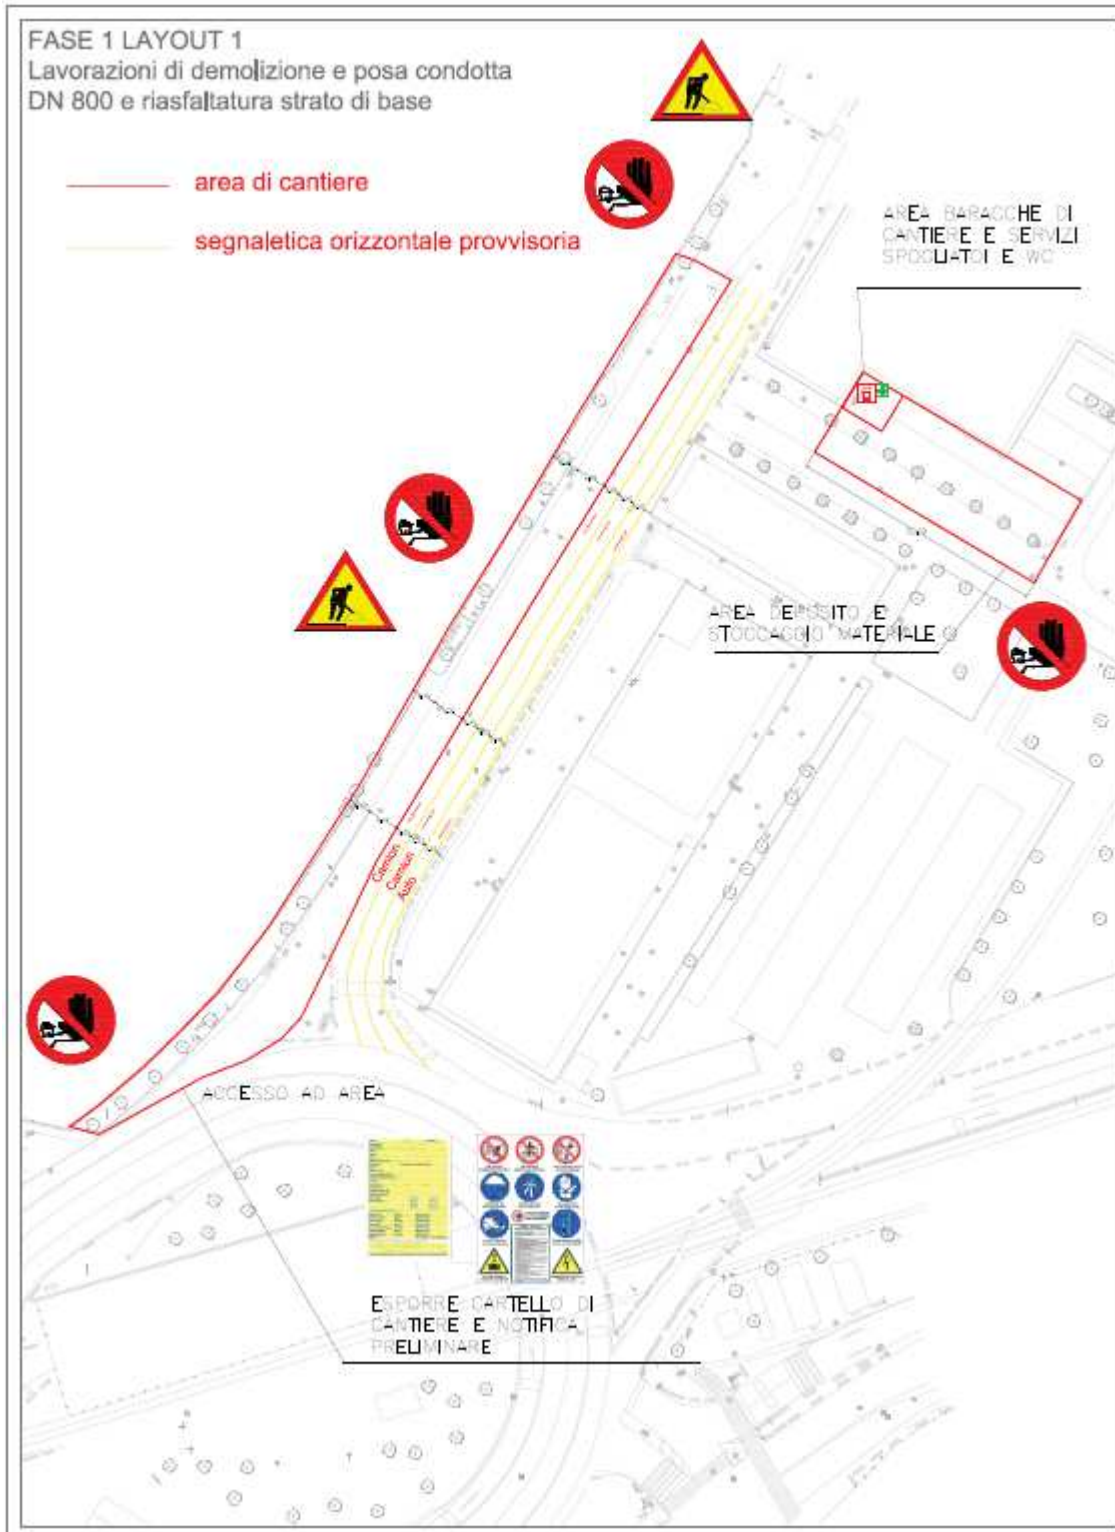 FASE 1 LAYOUT 1
Lavorazioni di demolizione e posa condotta
DN 800 e riasfaltatura strato di base
area di cantiere
segnaletica orizzontale provvisoria
AREA BARACCHE DI
CANTIERE E SERVIZI
SPOGLIATOI E WC
AREA DEPOSITO E
STOCCAGGIO MATERIALE
Camion
Camion
Auto
ACCESSO AD AREA
ESPORRE CARTELLO DI
CANTIERE E NOTIFICA
PRELIMINARE